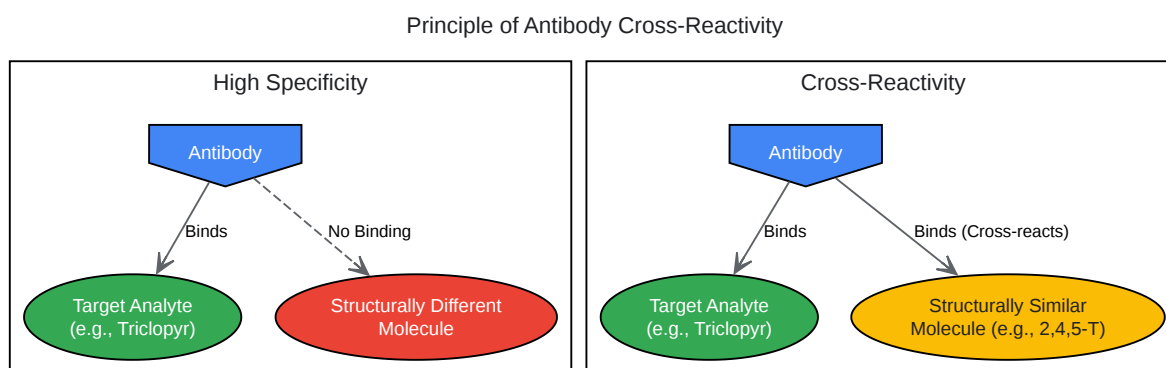 Principle of Antibody Cross-Reactivity
High Specificity
Antibody
Binds
No Binding
Target Analyte
(e.g., Triclopyr)
Structurally Different
Molecule
Cross-Reactivity
Antibody
Binds
Binds (Cross-reacts)
Target Analyte
(e.g., Triclopyr)
Structurally Similar
Molecule (e.g., 2,4,5-T)